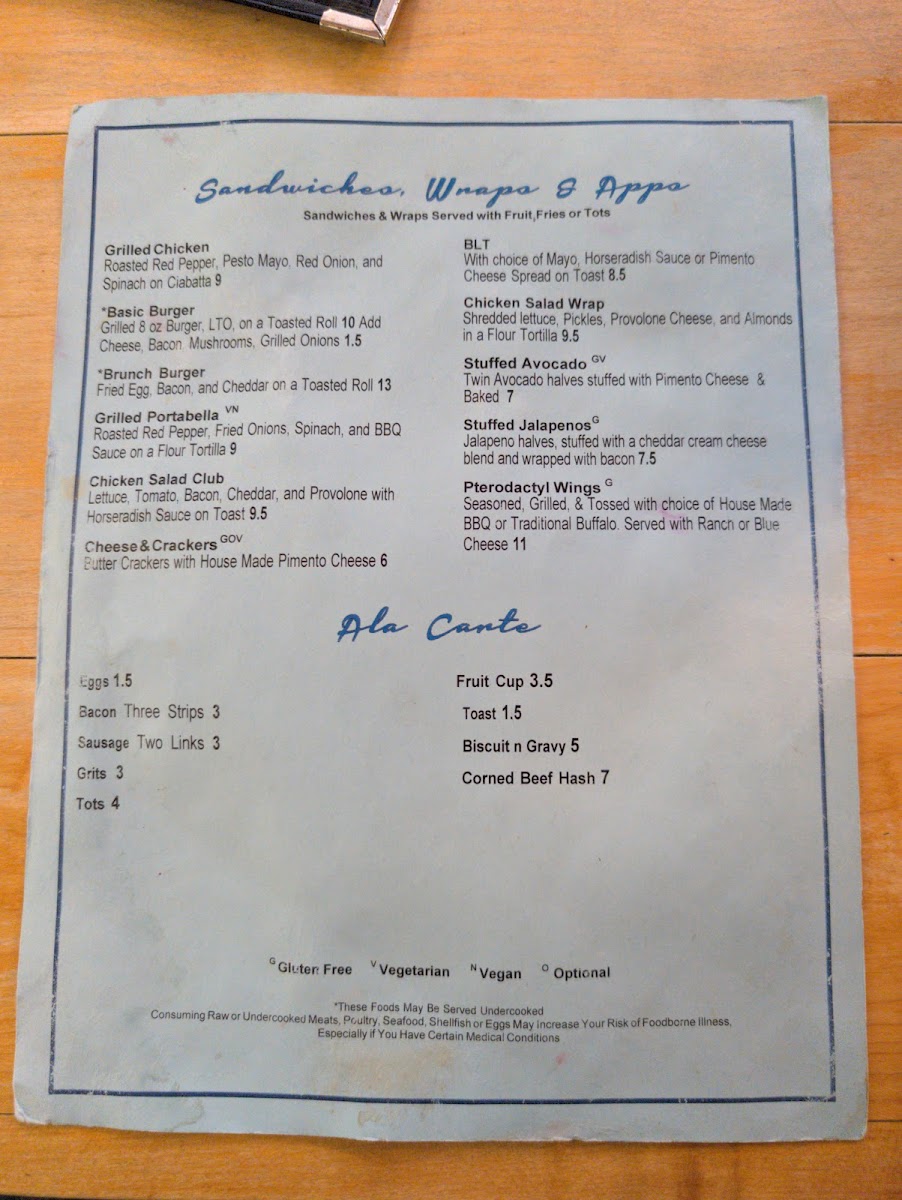 Sandwiches, Wraps & Apps
Sandwiches & Wraps Served with Fruit,Fries or Tots
Grilled Chicken
Roasted Red Pepper, Pesto Mayo, Red Onion, and
Spinach on Ciabatta 9
*Basic Burger
Grilled 8 oz Burger, LTO, on a Toasted Roll 10 Add
Cheese, Bacon, Mushrooms, Grilled Onions 1.5
*Brunch Burger
Fried Egg, Bacon, and Cheddar on a Toasted Roll 13
Grilled Portabella VN
Roasted Red Pepper, Fried Onions, Spinach, and BBQ
Sauce on a Flour Tortilla 9
Chicken Salad Club
Lettuce, Tomato, Bacon, Cheddar, and Provolone with
Horseradish Sauce on Toast 9.5
Cheese&Crackers GOV
Butter Crackers with House Made Pimento Cheese 6
BLT
With choice of Mayo, Horseradish Sauce or Pimento
Cheese Spread on Toast 8.5
Chicken Salad Wrap
Shredded lettuce, Pickles, Provolone Cheese, and Almonds
in a Flour Tortilla 9.5
Stuffed Avocado GV
Twin Avocado halves stuffed with Pimento Cheese &
Baked 7
Stuffed Jalapenos G
Jalapeno halves, stuffed with a cheddar cream cheese
blend and wrapped with bacon 7.5
Pterodactyl Wings G
Seasoned, Grilled, & Tossed with choice of House Made
BBQ or Traditional Buffalo. Served with Ranch or Blue
Cheese 11
Ala Carte
Eggs 1.5
Bacon Three Strips 3
Sausage Two Links 3
Grits 3
Tots 4
Fruit Cup 3.5
Toast 1.5
Biscuit n Gravy 5
Corned Beef Hash 7
G Gluten Free V Vegetarian N Vegan O Optional
*These Foods May Be Served Undercooked
Consuming Raw or Undercooked Meats, Poultry, Seafood, Shellfish or Eggs May Increase Your Risk of Foodborne Illness,
Especially if You Have Certain Medical Conditions